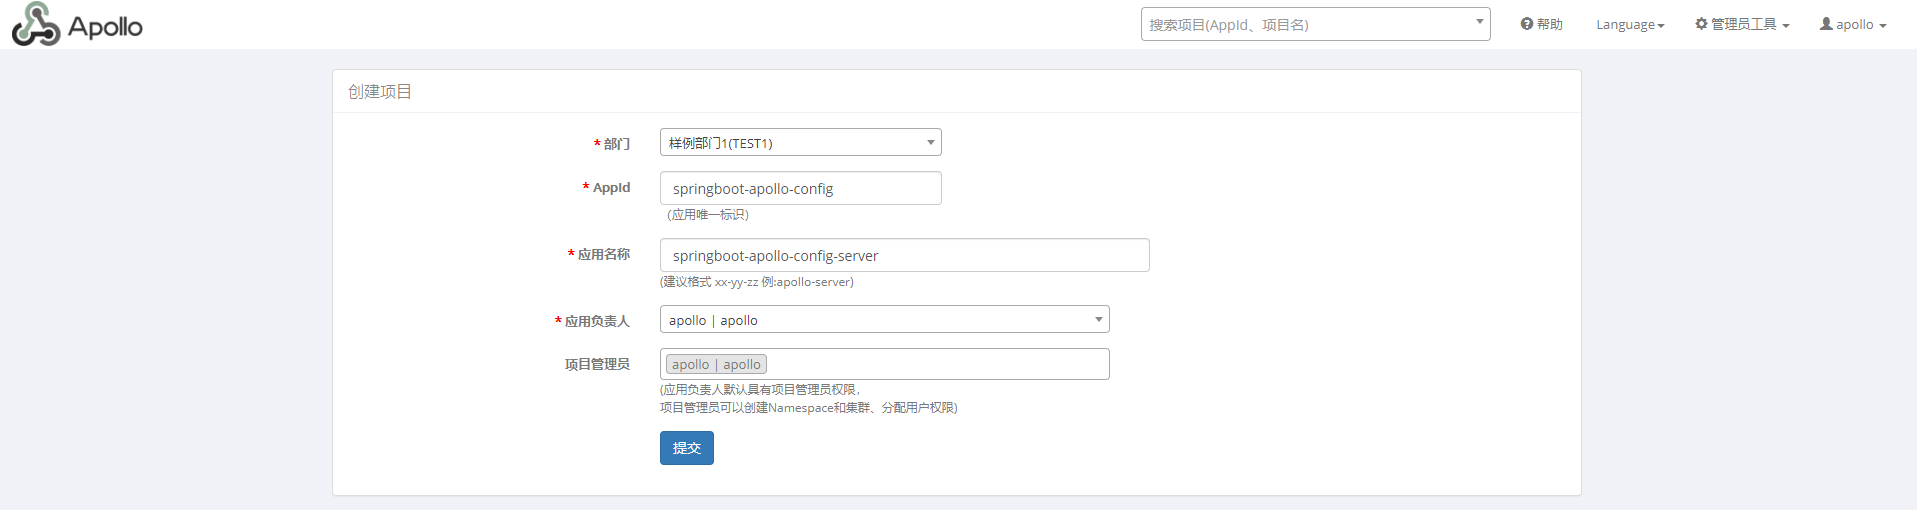 Apollo
搜索项目(AppId、项目名)
帮助
Language
管理员工具
apollo
创建项目
* 部门
样例部门1(TEST1)
* AppId
springboot-apollo-config
(应用唯一标识)
* 应用名称
springboot-apollo-config-server
(建议格式 xx-yy-zz 例:apollo-server)
* 应用负责人
apollo | apollo
项目管理员
apollo | apollo
(应用负责人默认具有项目管理员权限，
项目管理员可以创建Namespace和集群、分配用户权限)
提交